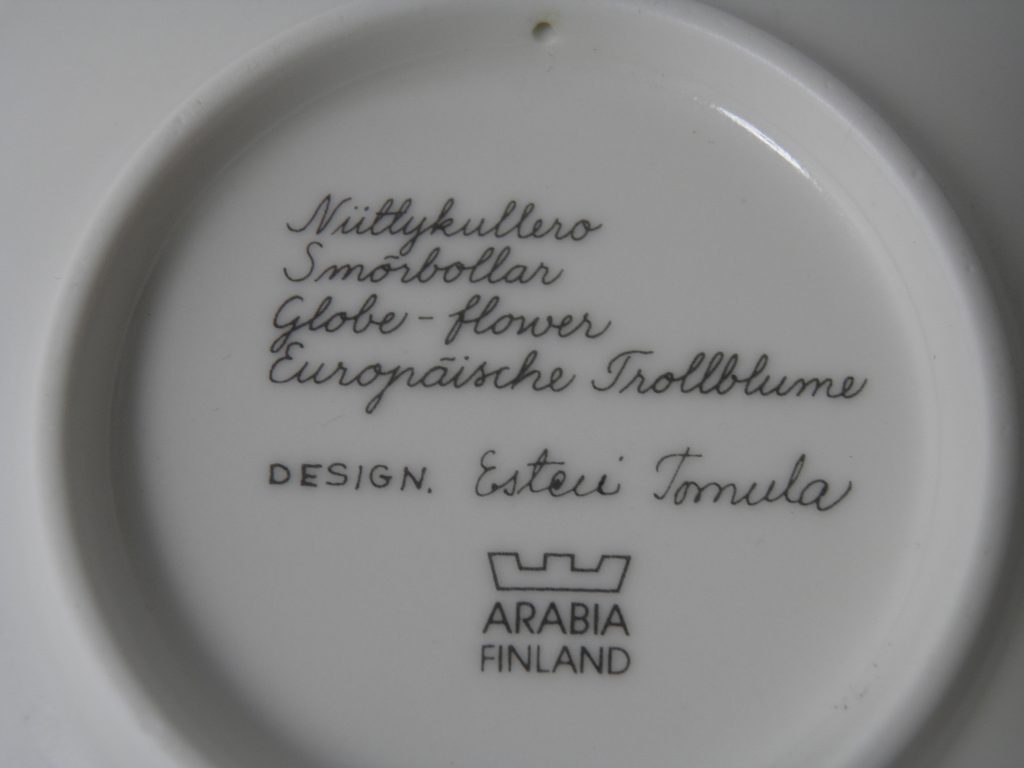 Niittykullero
Smörbollar
Globe-flower
Europäische Trollblume
DESIGN. Esteri Tomula
ARABIA
FINLAND